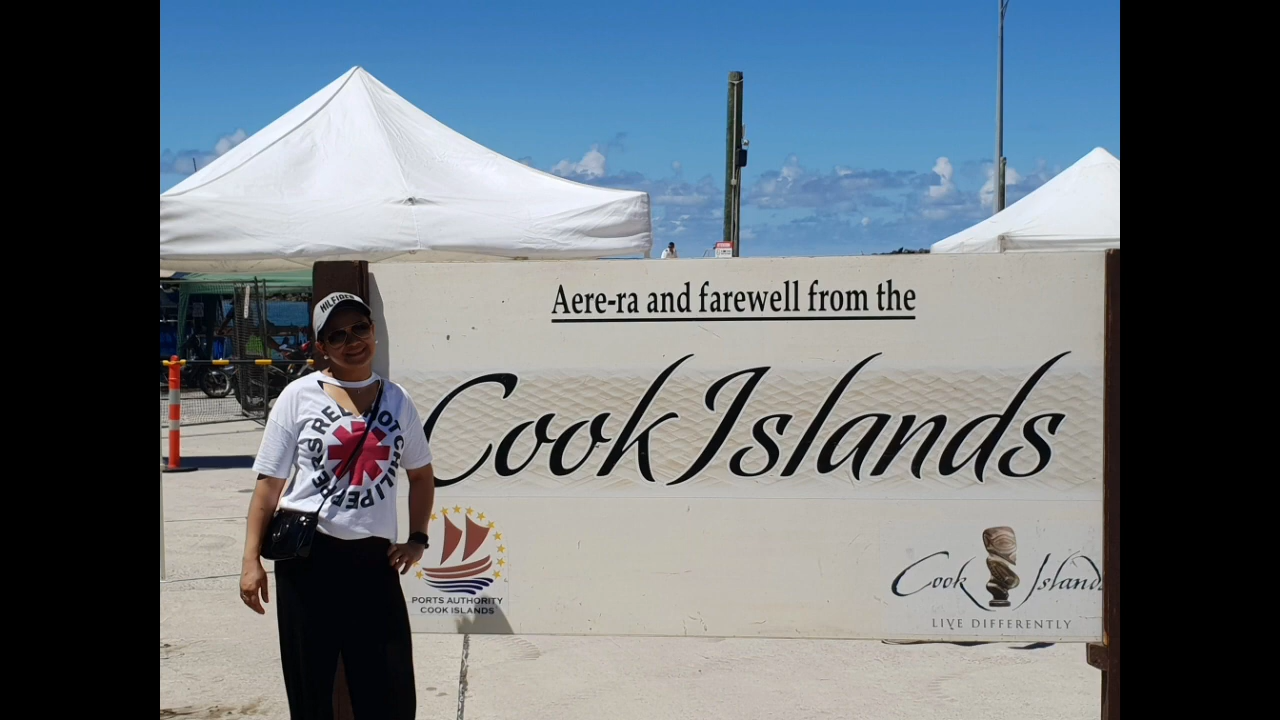 Aere-ra and farewell from the
Cook Islands
HILFIGER
RED HOT CHILI PEPPERS
PORTS AUTHORITY
COOK ISLANDS
Cook Islands
LIVE DIFFERENTLY